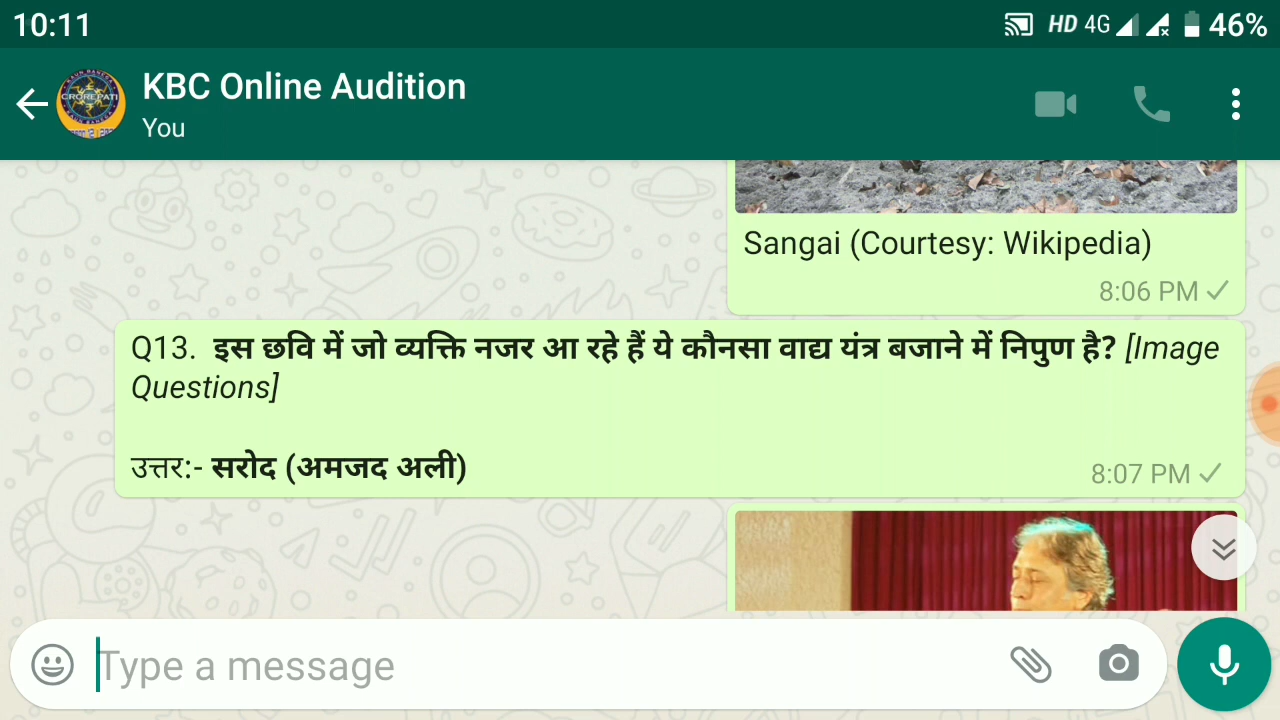 10:11
HD 4G 46%
KBC Online Audition
You
CROREPATI
Sangai (Courtesy: Wikipedia)
8:06 PM
Q13. इस छवि में जो व्यक्ति नजर आ रहे हैं ये कौनसा वाद्य यंत्र बजाने में निपुण है? [Image
Questions]
उत्तर:- सरोद (अमजद अली)
8:07 PM
Type a message